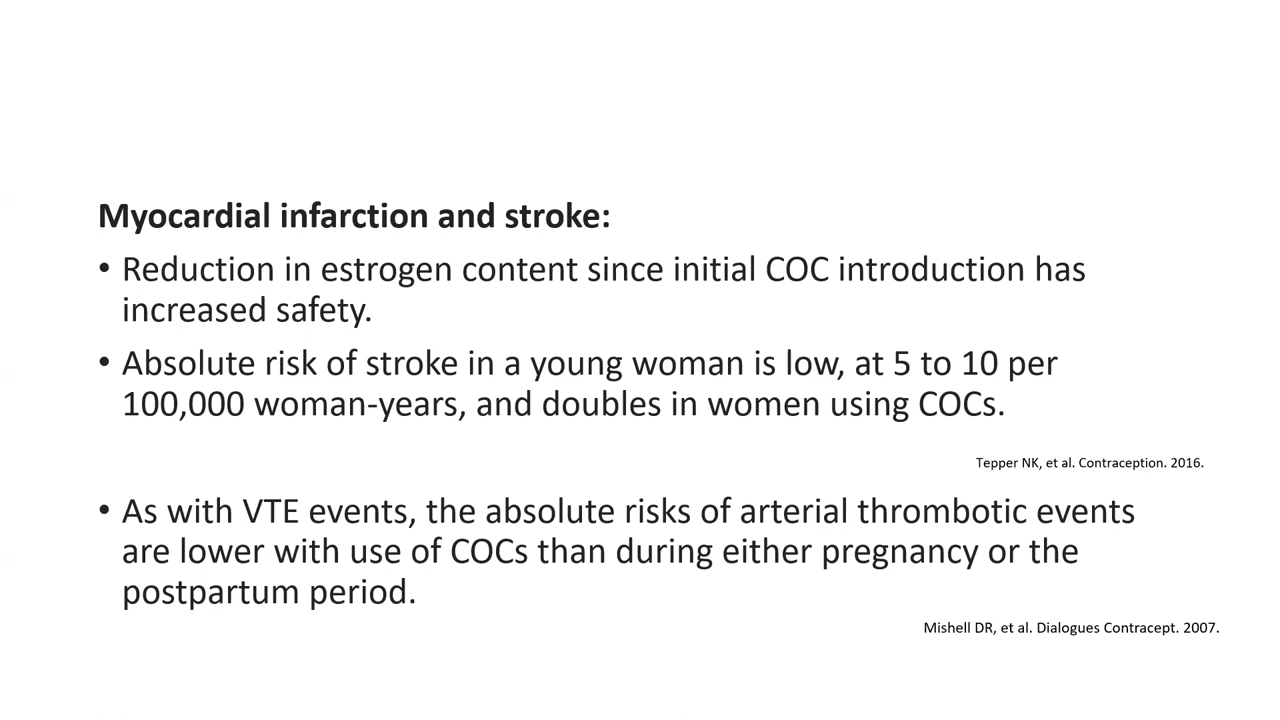 Myocardial infarction and stroke:
• Reduction in estrogen content since initial COC introduction has
increased safety.
• Absolute risk of stroke in a young woman is low, at 5 to 10 per
100,000 woman-years, and doubles in women using COCs.
Tepper NK, et al. Contraception. 2016.
• As with VTE events, the absolute risks of arterial thrombotic events
are lower with use of COCs than during either pregnancy or the
postpartum period.
Mishell DR, et al. Dialogues Contracept. 2007.